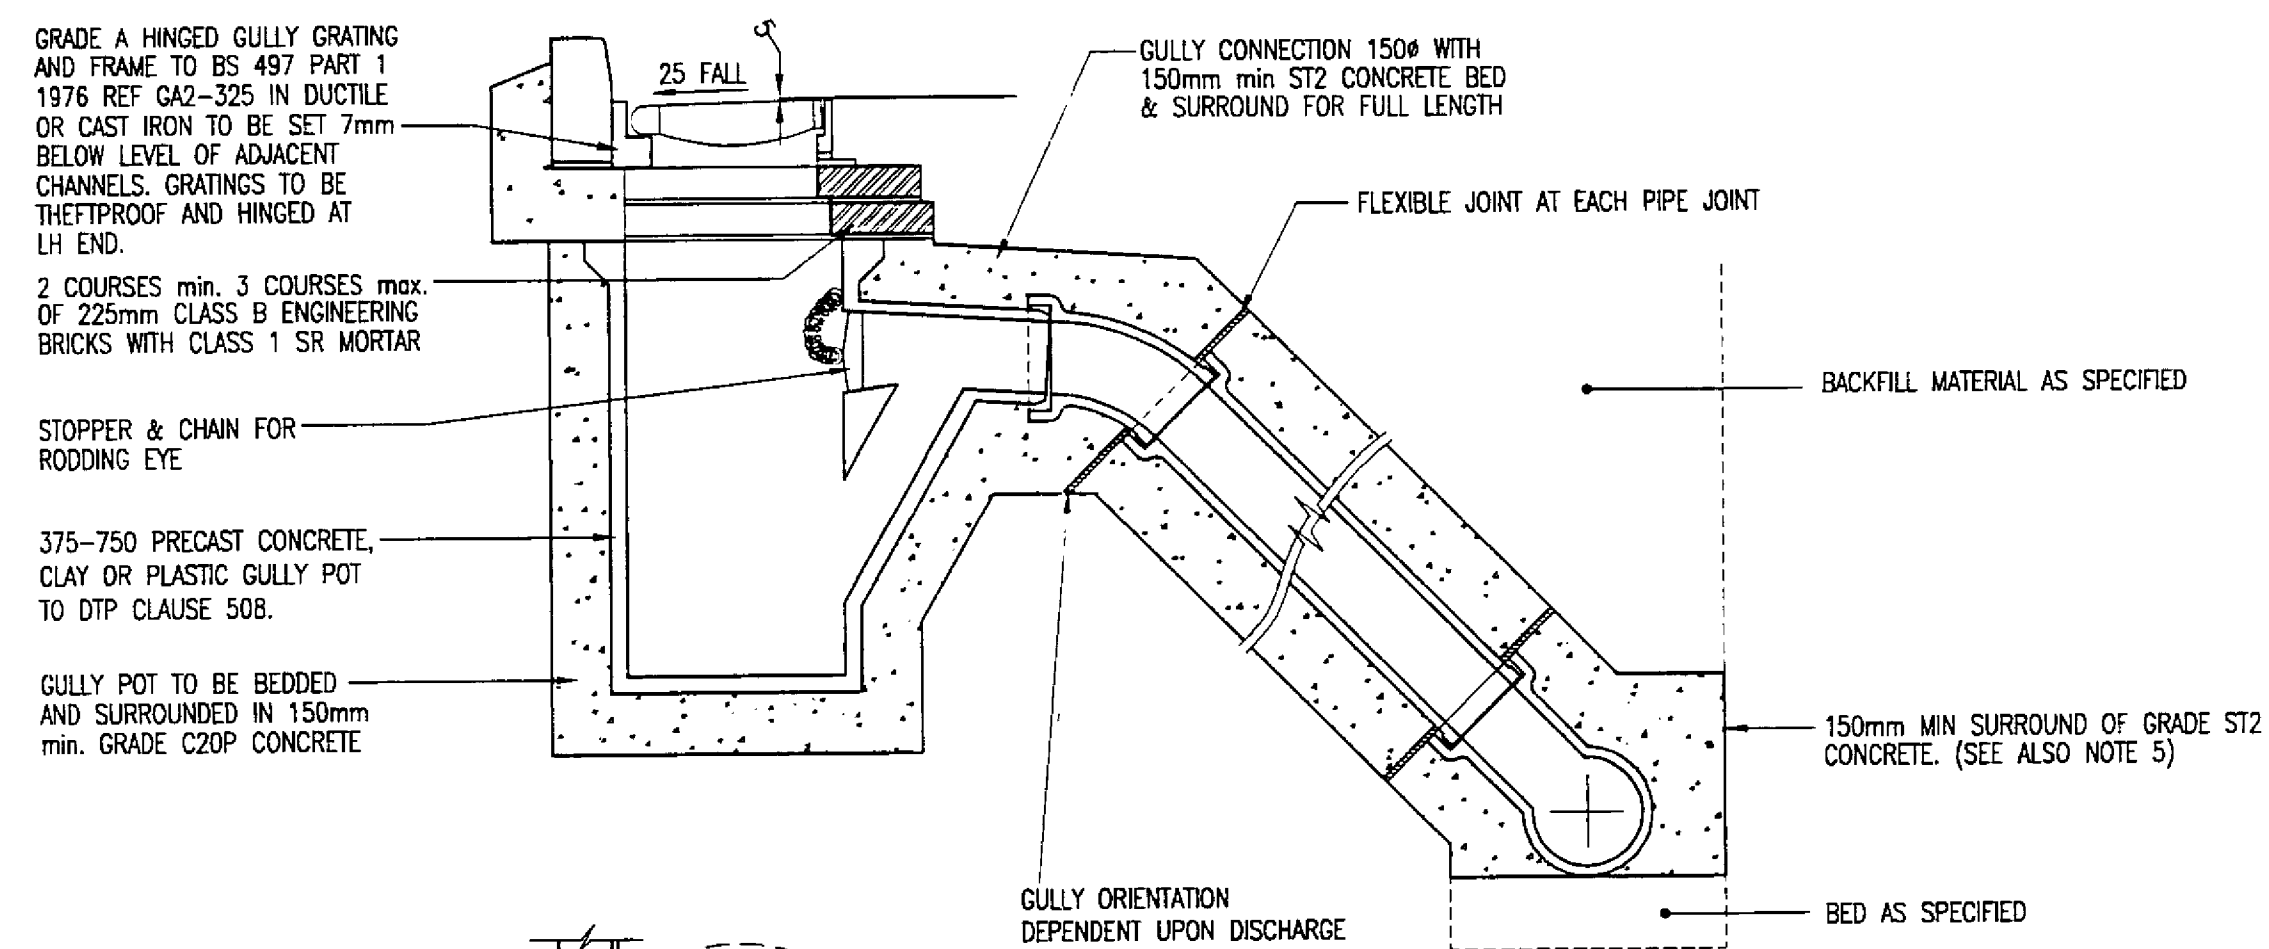 GRADE A HINGED GULLY GRATING
AND FRAME TO BS 497 PART 1
1976 REF GA2-325 IN DUCTILE
OR CAST IRON TO BE SET 7mm
BELOW LEVEL OF ADJACENT
CHANNELS. GRATINGS TO BE
THEFTPROOF AND HINGED AT
LH END.
2 COURSES min. 3 COURSES max.
OF 225mm CLASS B ENGINEERING
BRICKS WITH CLASS 1 SR MORTAR
STOPPER & CHAIN FOR
RODDING EYE
375-750 PRECAST CONCRETE,
CLAY OR PLASTIC GULLY POT
TO DTP CLAUSE 508.
GULLY POT TO BE BEDDED
AND SURROUNDED IN 150mm
min. GRADE C20P CONCRETE
5
25 FALL
GULLY CONNECTION 150ø WITH
150mm min ST2 CONCRETE BED
& SURROUND FOR FULL LENGTH
FLEXIBLE JOINT AT EACH PIPE JOINT
BACKFILL MATERIAL AS SPECIFIED
150mm MIN SURROUND OF GRADE ST2
CONCRETE. (SEE ALSO NOTE 5)
GULLY ORIENTATION
DEPENDENT UPON DISCHARGE
BED AS SPECIFIED